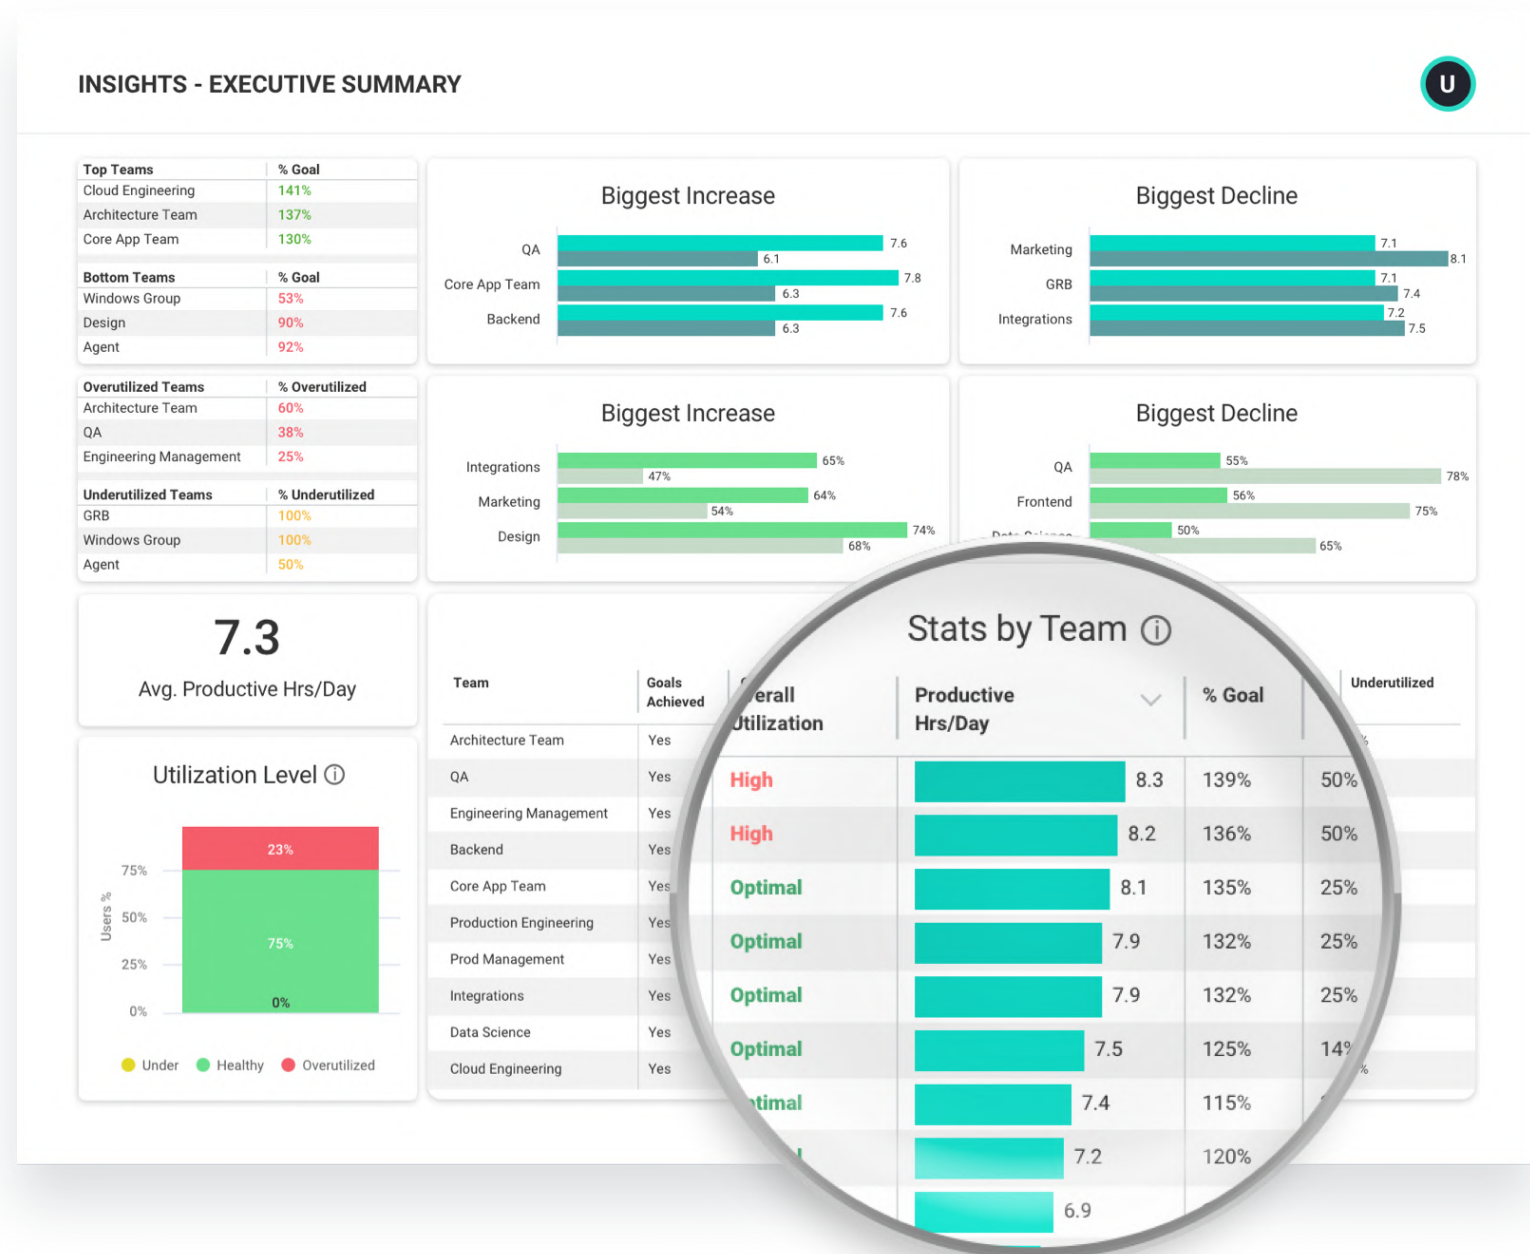 INSIGHTS - EXECUTIVE SUMMARY
U
Top Teams % Goal
Cloud Engineering 141%
Architecture Team 137%
Core App Team 130%
Bottom Teams % Goal
Windows Group 53%
Design 90%
Agent 92%
Biggest Increase
QA 7.6
6.1
Core App Team 7.8
6.3
Backend 7.6
6.3
Biggest Decline
Marketing 7.1
8.1
GRB 7.1
7.4
Integrations 7.2
7.5
Overutilized Teams % Overutilized
Architecture Team 60%
QA 38%
Engineering Management 25%
Underutilized Teams % Underutilized
GRB 100%
Windows Group 100%
Agent 50%
Biggest Increase
Integrations 65%
47%
Marketing 64%
54%
Design 74%
68%
Biggest Decline
QA 55%
78%
Frontend 56%
75%
50%
65%
7.3
Avg. Productive Hrs/Day
Utilization Level
Users %
75%
50%
25%
0%
23%
75%
0%
Under Healthy Overutilized
Team Goals Achieved Underutilized
Architecture Team Yes
QA Yes
Engineering Management Yes
Backend Yes
Core App Team Yes
Production Engineering Yes
Prod Management Yes
Integrations Yes
Data Science Yes
Cloud Engineering Yes
Stats by Team
Utilization Productive Hrs/Day % Goal
High 8.3 139% 50%
High 8.2 136% 50%
Optimal 8.1 135% 25%
Optimal 7.9 132% 25%
Optimal 7.9 132% 25%
Optimal 7.5 125% 14%
7.4 115%
7.2 120%
6.9